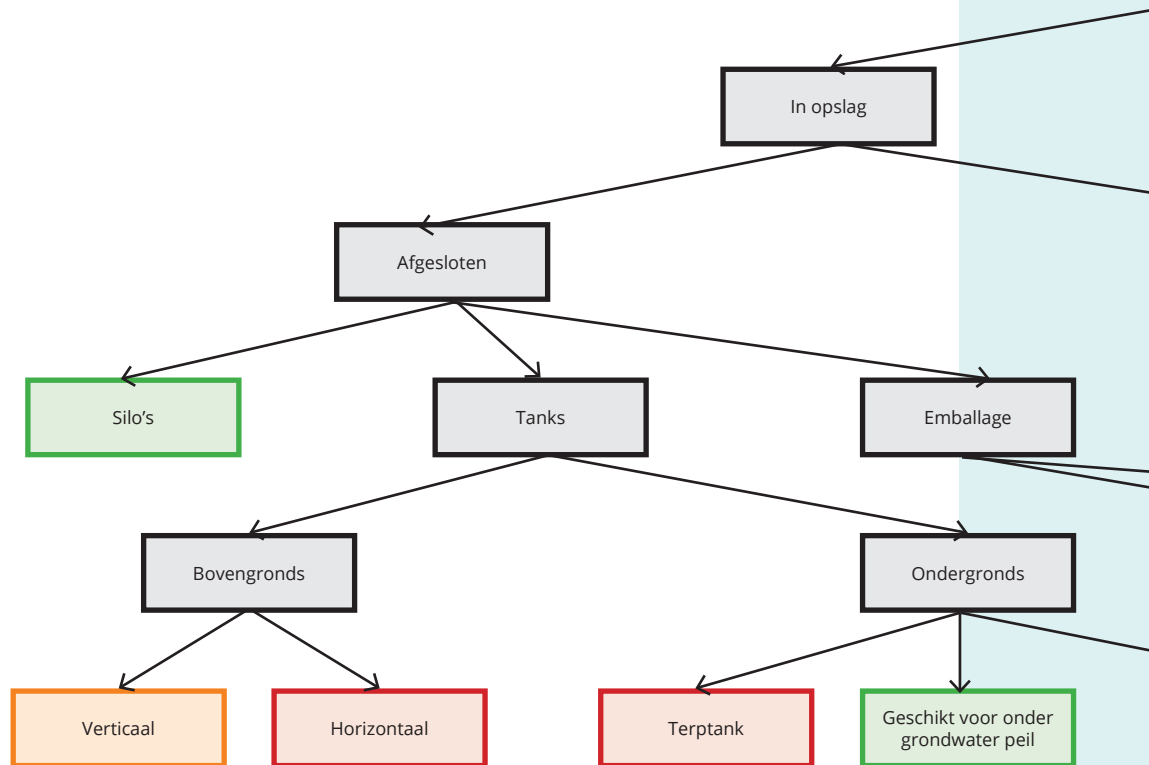 In opslag
Afgesloten
Silo’s
Tanks
Emballage
Bovengronds
Ondergronds
Verticaal
Horizontaal
Terptank
Geschikt voor onder
grondwater peil